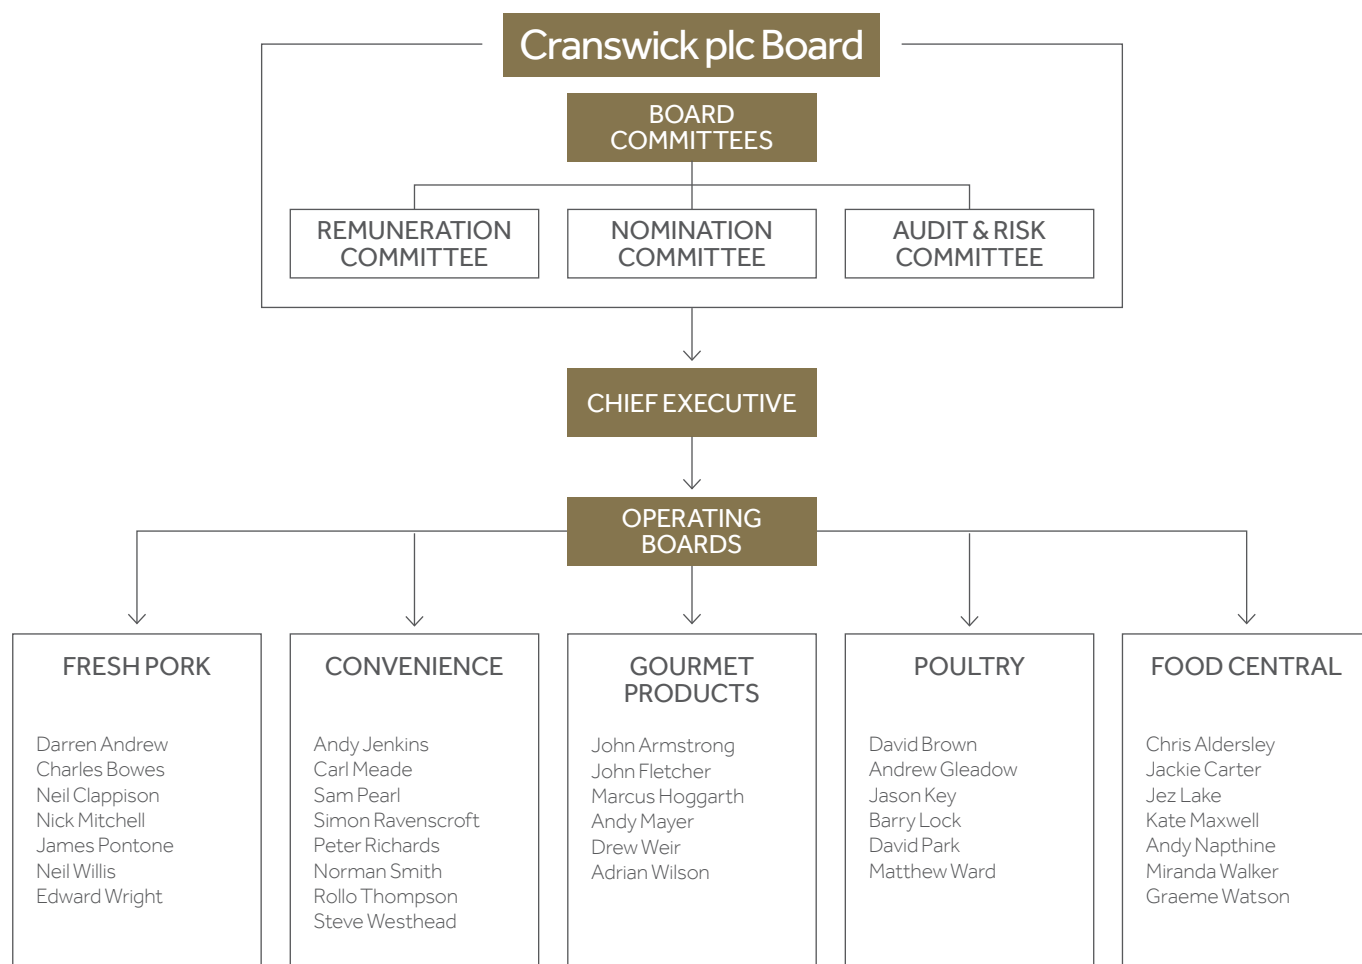 Cranswick plc Board
BOARD
COMMITTEES
REMUNERATION
COMMITTEE
NOMINATION
COMMITTEE
AUDIT & RISK
COMMITTEE
CHIEF EXECUTIVE
OPERATING
BOARDS
FRESH PORK
Darren Andrew
Charles Bowes
Neil Clappison
Nick Mitchell
James Pontone
Neil Willis
Edward Wright
CONVENIENCE
Andy Jenkins
Carl Meade
Sam Pearl
Simon Ravenscroft
Peter Richards
Norman Smith
Rollo Thompson
Steve Westhead
GOURMET
PRODUCTS
John Armstrong
John Fletcher
Marcus Hoggarth
Andy Mayer
Drew Weir
Adrian Wilson
POULTRY
David Brown
Andrew Gleadow
Jason Key
Barry Lock
David Park
Matthew Ward
FOOD CENTRAL
Chris Aldersley
Jackie Carter
Jez Lake
Kate Maxwell
Andy Napthine
Miranda Walker
Graeme Watson